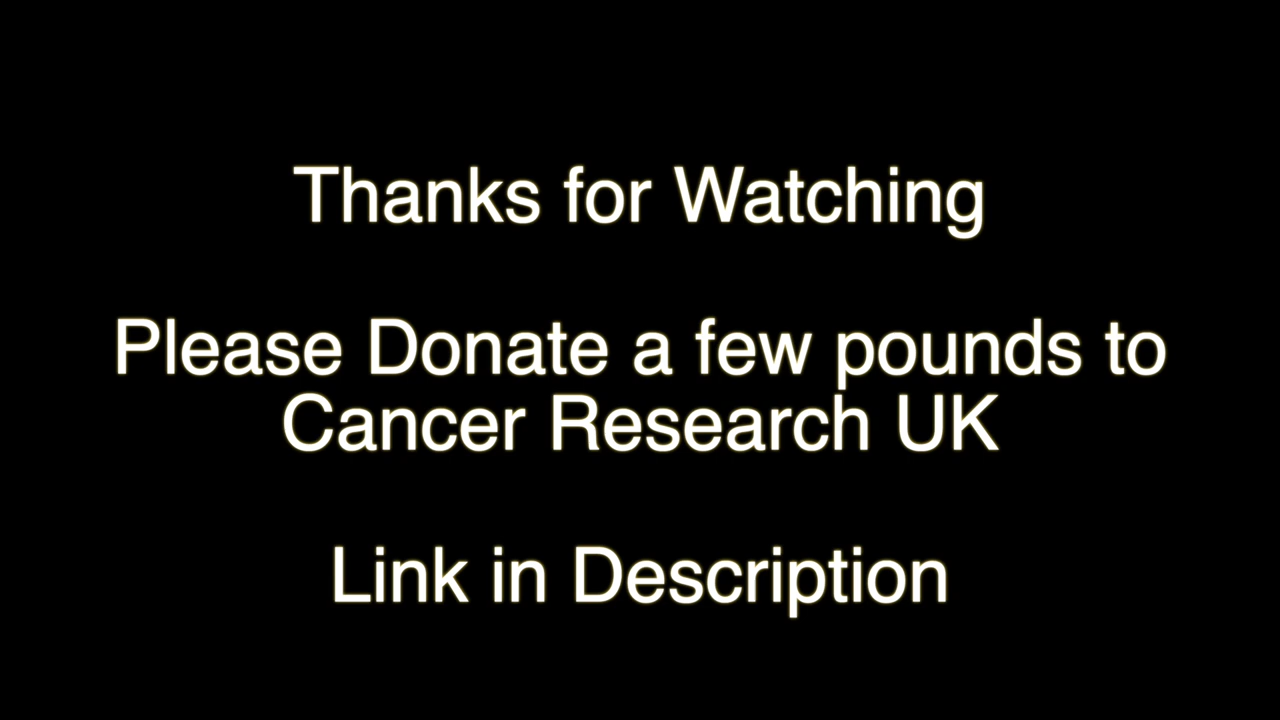 Thanks for Watching
Please Donate a few pounds to
Cancer Research UK
Link in Description